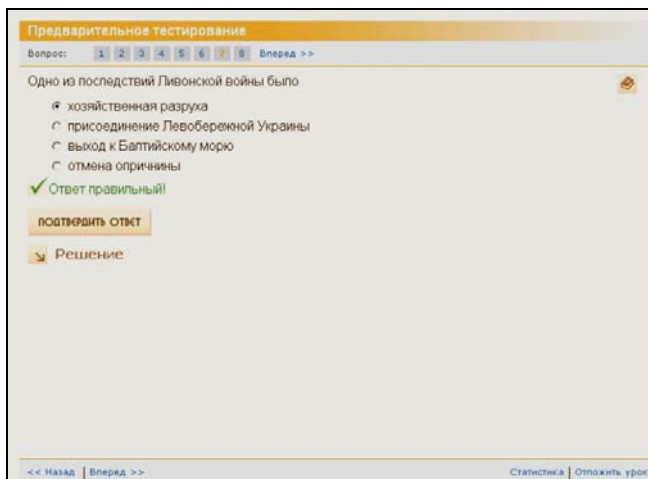 Предварительное тестирование
Вопрос: 1 2 3 4 5 6 7 8 Вперед >>
Одно из последствий Ливонской войны было
хозяйственная разруха
присоединение Левобережной Украины
выход к Балтийскому морю
отмена опричнины
Ответ правильный!
ПОДТВЕРДИТЬ ОТВЕТ
Решение
<< Назад | Вперед >> Статистика | Отложить урок